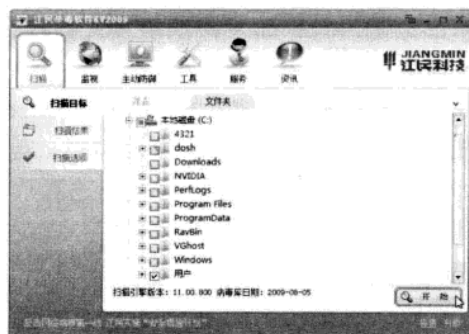 江民杀毒软件KV2009
扫描 监视 主动防御 工具 服务 资讯
JIANGMIN
江民科技
扫描目标
文件夹
扫描结果
本地磁盘 (C:)
4321
dosh
Downloads
扫描选项
NVIDIA
PerfLogs
Program Files
ProgramData
RavBin
VGhost
Windows
用户
扫描引擎版本: 11.00.800 病毒库日期: 2009-08-05
开 始